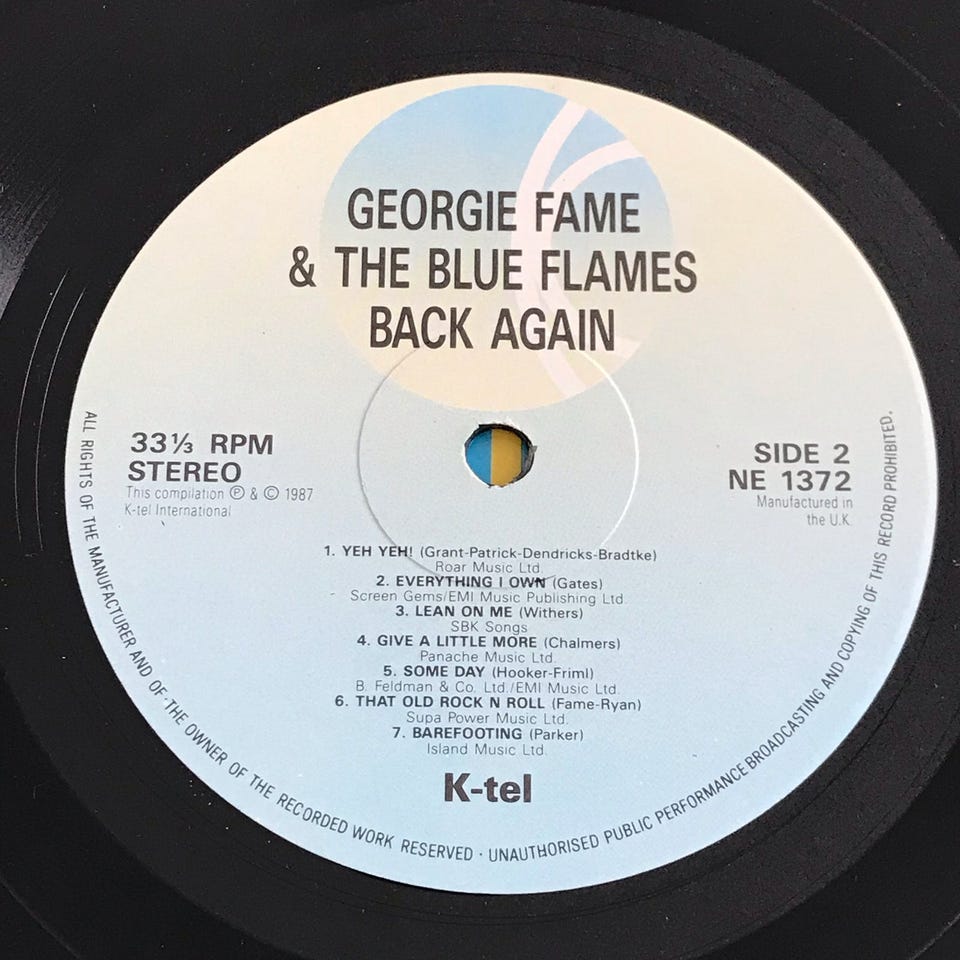 GEORGIE FAME
& THE BLUE FLAMES
BACK AGAIN
33⅓ RPM
STEREO
This compilation Ⓟ & © 1987
K-tel International
SIDE 2
NE 1372
Manufactured in
the U.K.
1. YEH YEH! (Grant-Patrick-Dendricks-Bradtke)
Roar Music Ltd.
2. EVERYTHING I OWN (Gates)
Screen Gems/EMI Music Publishing Ltd.
3. LEAN ON ME (Withers)
SBK Songs
4. GIVE A LITTLE MORE (Chalmers)
Panache Music Ltd.
5. SOME DAY (Hooker-Friml)
B. Feldman & Co. Ltd./EMI Music Ltd.
6. THAT OLD ROCK N ROLL (Fame-Ryan)
Supa Power Music Ltd.
7. BAREFOOTING (Parker)
Island Music Ltd.
K-tel
ALL RIGHTS OF THE MANUFACTURER AND OF THE OWNER OF THE RECORDED WORK RESERVED · UNAUTHORISED PUBLIC PERFORMANCE BROADCASTING AND COPYING OF THIS RECORD PROHIBITED.